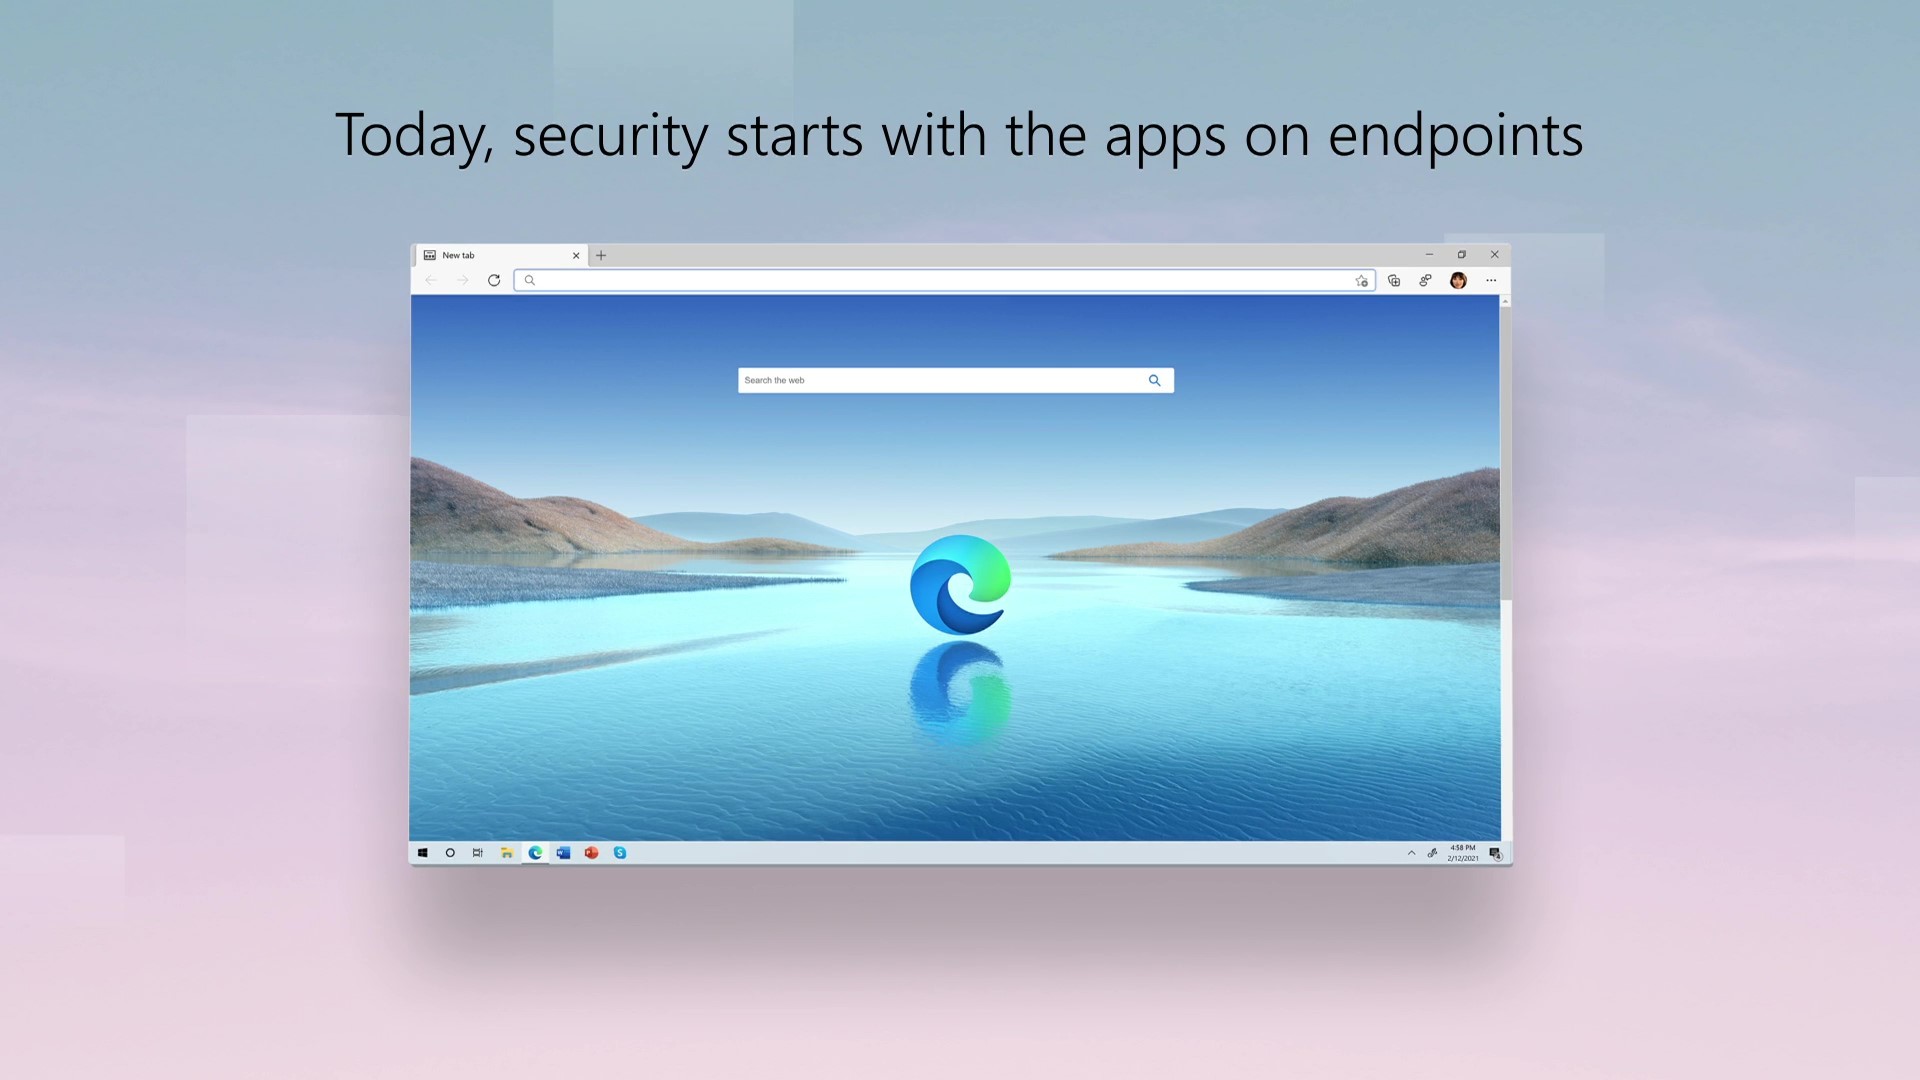 Today, security starts with the apps on endpoints
New tab
Search the web
4:58 PM
2/12/2021